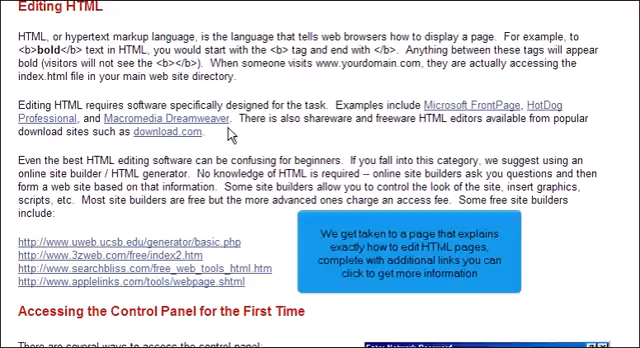 Editing HTML
HTML, or hypertext markup language, is the language that tells web browsers how to display a page. For example, to
<b>bold</b> text in HTML, you would start with the <b> tag and end with </b>. Anything between these tags will appear
bold (visitors will not see the <b></b>). When someone visits www.yourdomain.com, they are actually accessing the
index.html file in your main web site directory.
Editing HTML requires software specifically designed for the task. Examples include Microsoft FrontPage, HotDog
Professional, and Macromedia Dreamweaver. There is also shareware and freeware HTML editors available from popular
download sites such as download.com.
Even the best HTML editing software can be confusing for beginners. If you fall into this category, we suggest using an
online site builder / HTML generator. No knowledge of HTML is required -- online site builders ask you questions and then
form a web site based on that information. Some site builders allow you to control the look of the site, insert graphics,
scripts, etc. Most site builders are free but the more advanced ones charge an access fee. Some free site builders
include:
We get taken to a page that explains
exactly how to edit HTML pages,
complete with additional links you can
click to get more information
http://www.uweb.ucsb.edu/generator/basic.php
http://www.3zweb.com/free/index2.htm
http://www.searchbliss.com/free_web_tools_html.htm
http://www.applelinks.com/tools/webpage.shtml
Accessing the Control Panel for the First Time
There are several ways to access the control panel:
Enter Network Password